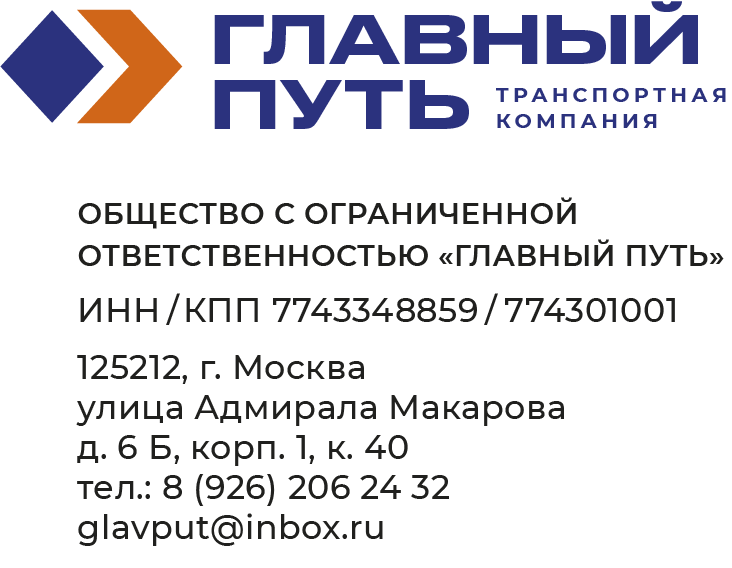 ГЛАВНЫЙ
ПУТЬ
ТРАНСПОРТНАЯ
КОМПАНИЯ
ОБЩЕСТВО С ОГРАНИЧЕННОЙ
ОТВЕТСТВЕННОСТЬЮ «ГЛАВНЫЙ ПУТЬ»
ИНН / КПП 7743348859 / 774301001
125212, г. Москва
улица Адмирала Макарова
д. 6 Б, корп. 1, к. 40
тел.: 8 (926) 206 24 32
glavput@inbox.ru